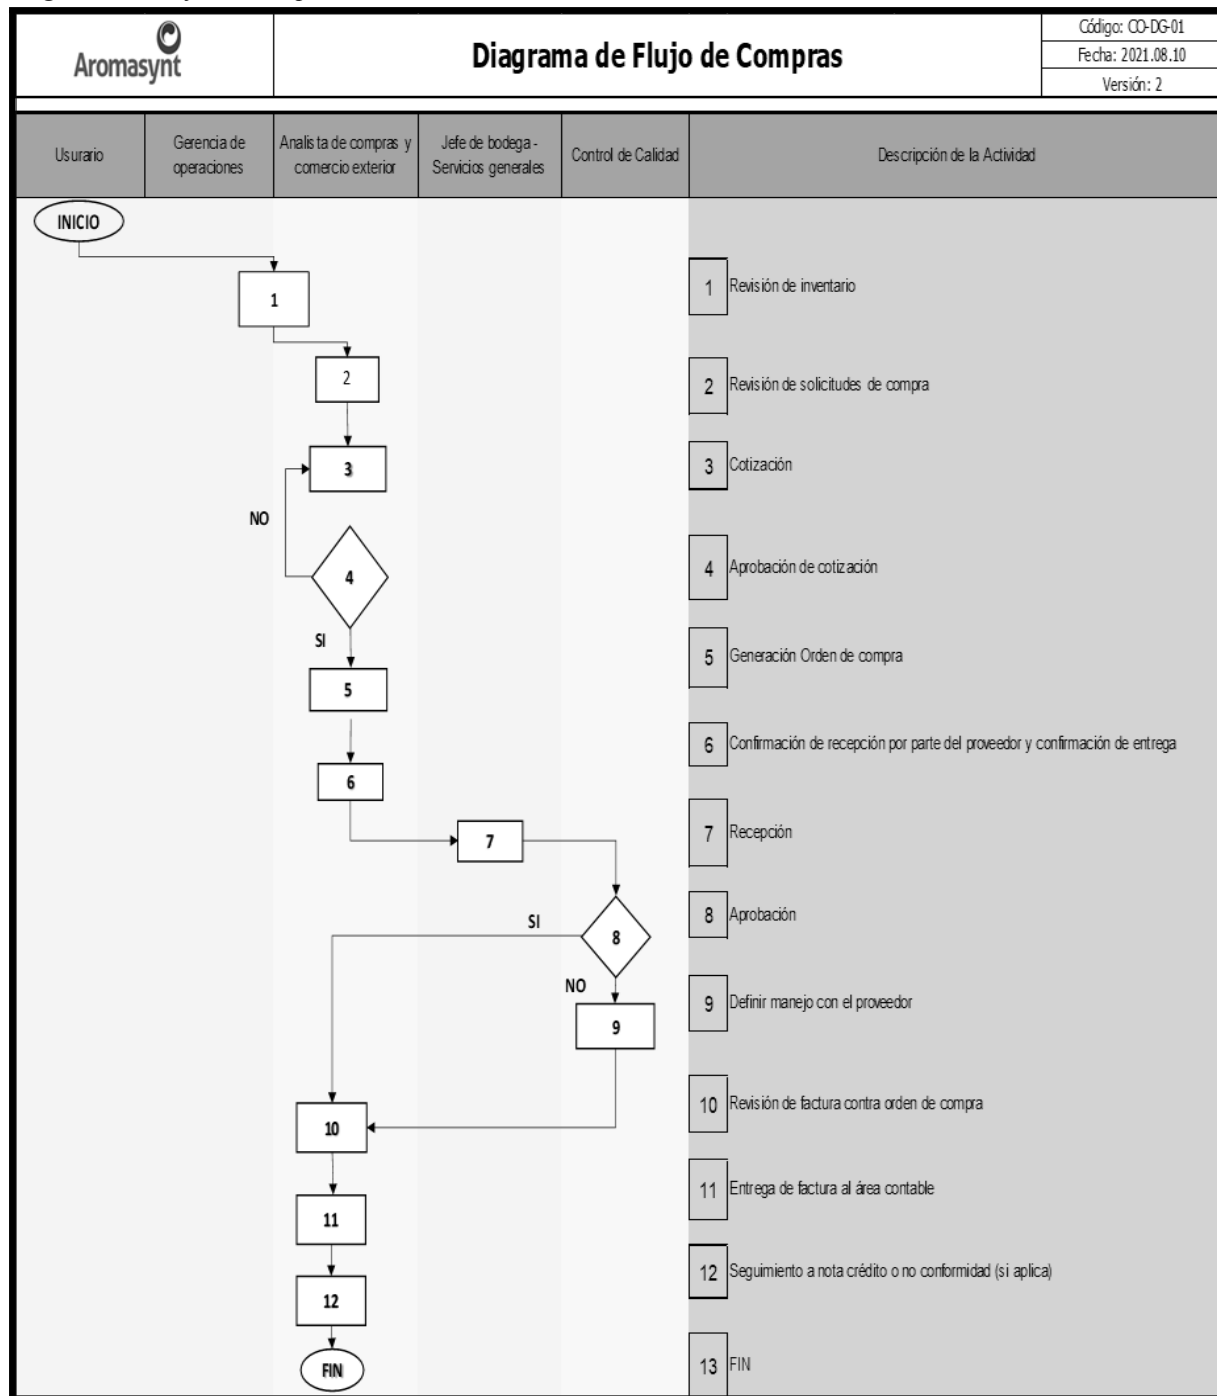 Aromasynt
Diagrama de Flujo de Compras
Código: CO-DG-01
Fecha: 2021.08.10
Versión: 2
Usurario
Gerencia de
operaciones
Analista de compras y
comercio exterior
Jefe de bodega -
Servicios generales
Control de Calidad
Descripción de la Actividad
INICIO
1
1 Revisión de inventario
2
2 Revisión de solicitudes de compra
3
3 Cotización
NO
4
4 Aprobación de cotización
SI
5
5 Generación Orden de compra
6
6 Confirmación de recepción por parte del proveedor y confirmación de entrega
7
7 Recepción
SI
8
8 Aprobación
NO
9
9 Definir manejo con el proveedor
10
10 Revisión de factura contra orden de compra
11
11 Entrega de factura al área contable
12
12 Seguimiento a nota crédito o no conformidad (si aplica)
FIN
13 FIN